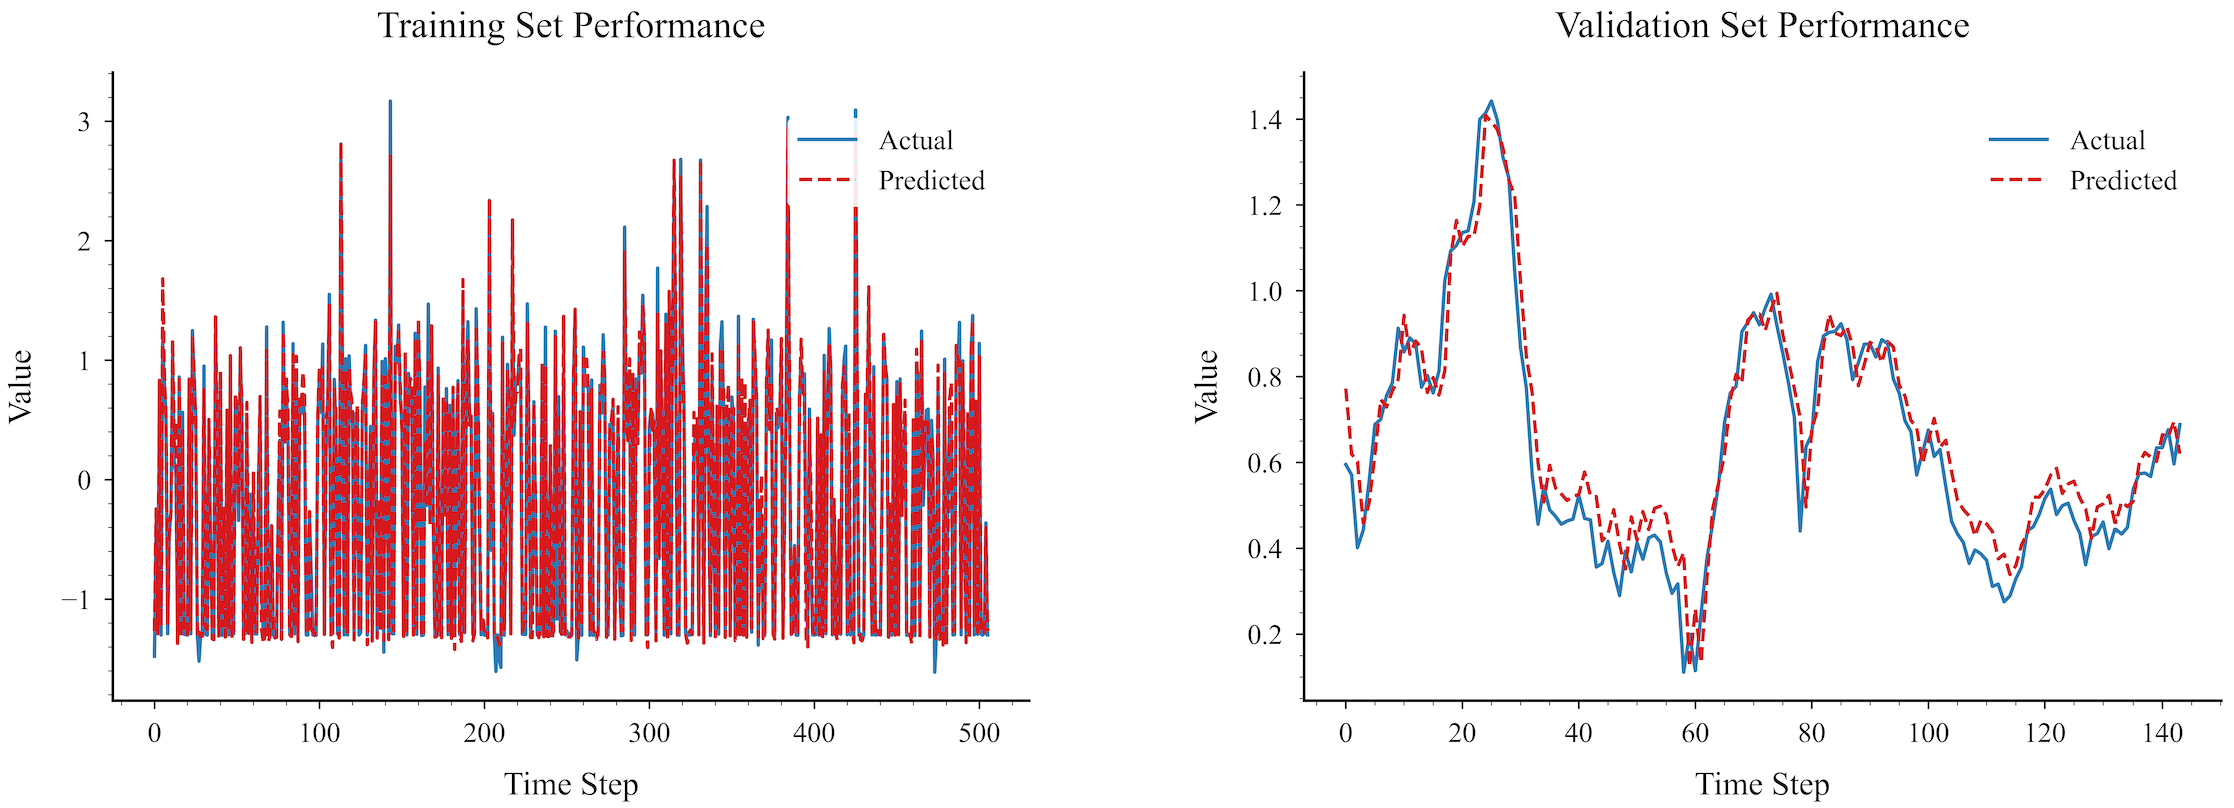 Training Set Performance
3
2
1
0
−1
Value
0 100 200 300 400 500
Time Step
Actual
Predicted
Validation Set Performance
1.4
1.2
1.0
0.8
0.6
0.4
0.2
Value
0 20 40 60 80 100 120 140
Time Step
Actual
Predicted